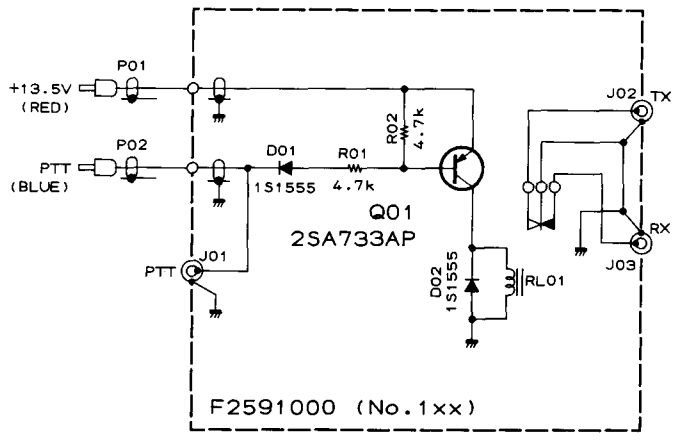 P01
+13.5V
(RED)
J02
TX
R02
4.7k
P02
PTT
(BLUE)
D01
1S1555
R01
4.7k
Q01
2SA733AP
RX
J03
J01
PTT
D02
1S1555
RL01
F2591000 (No.1xx)